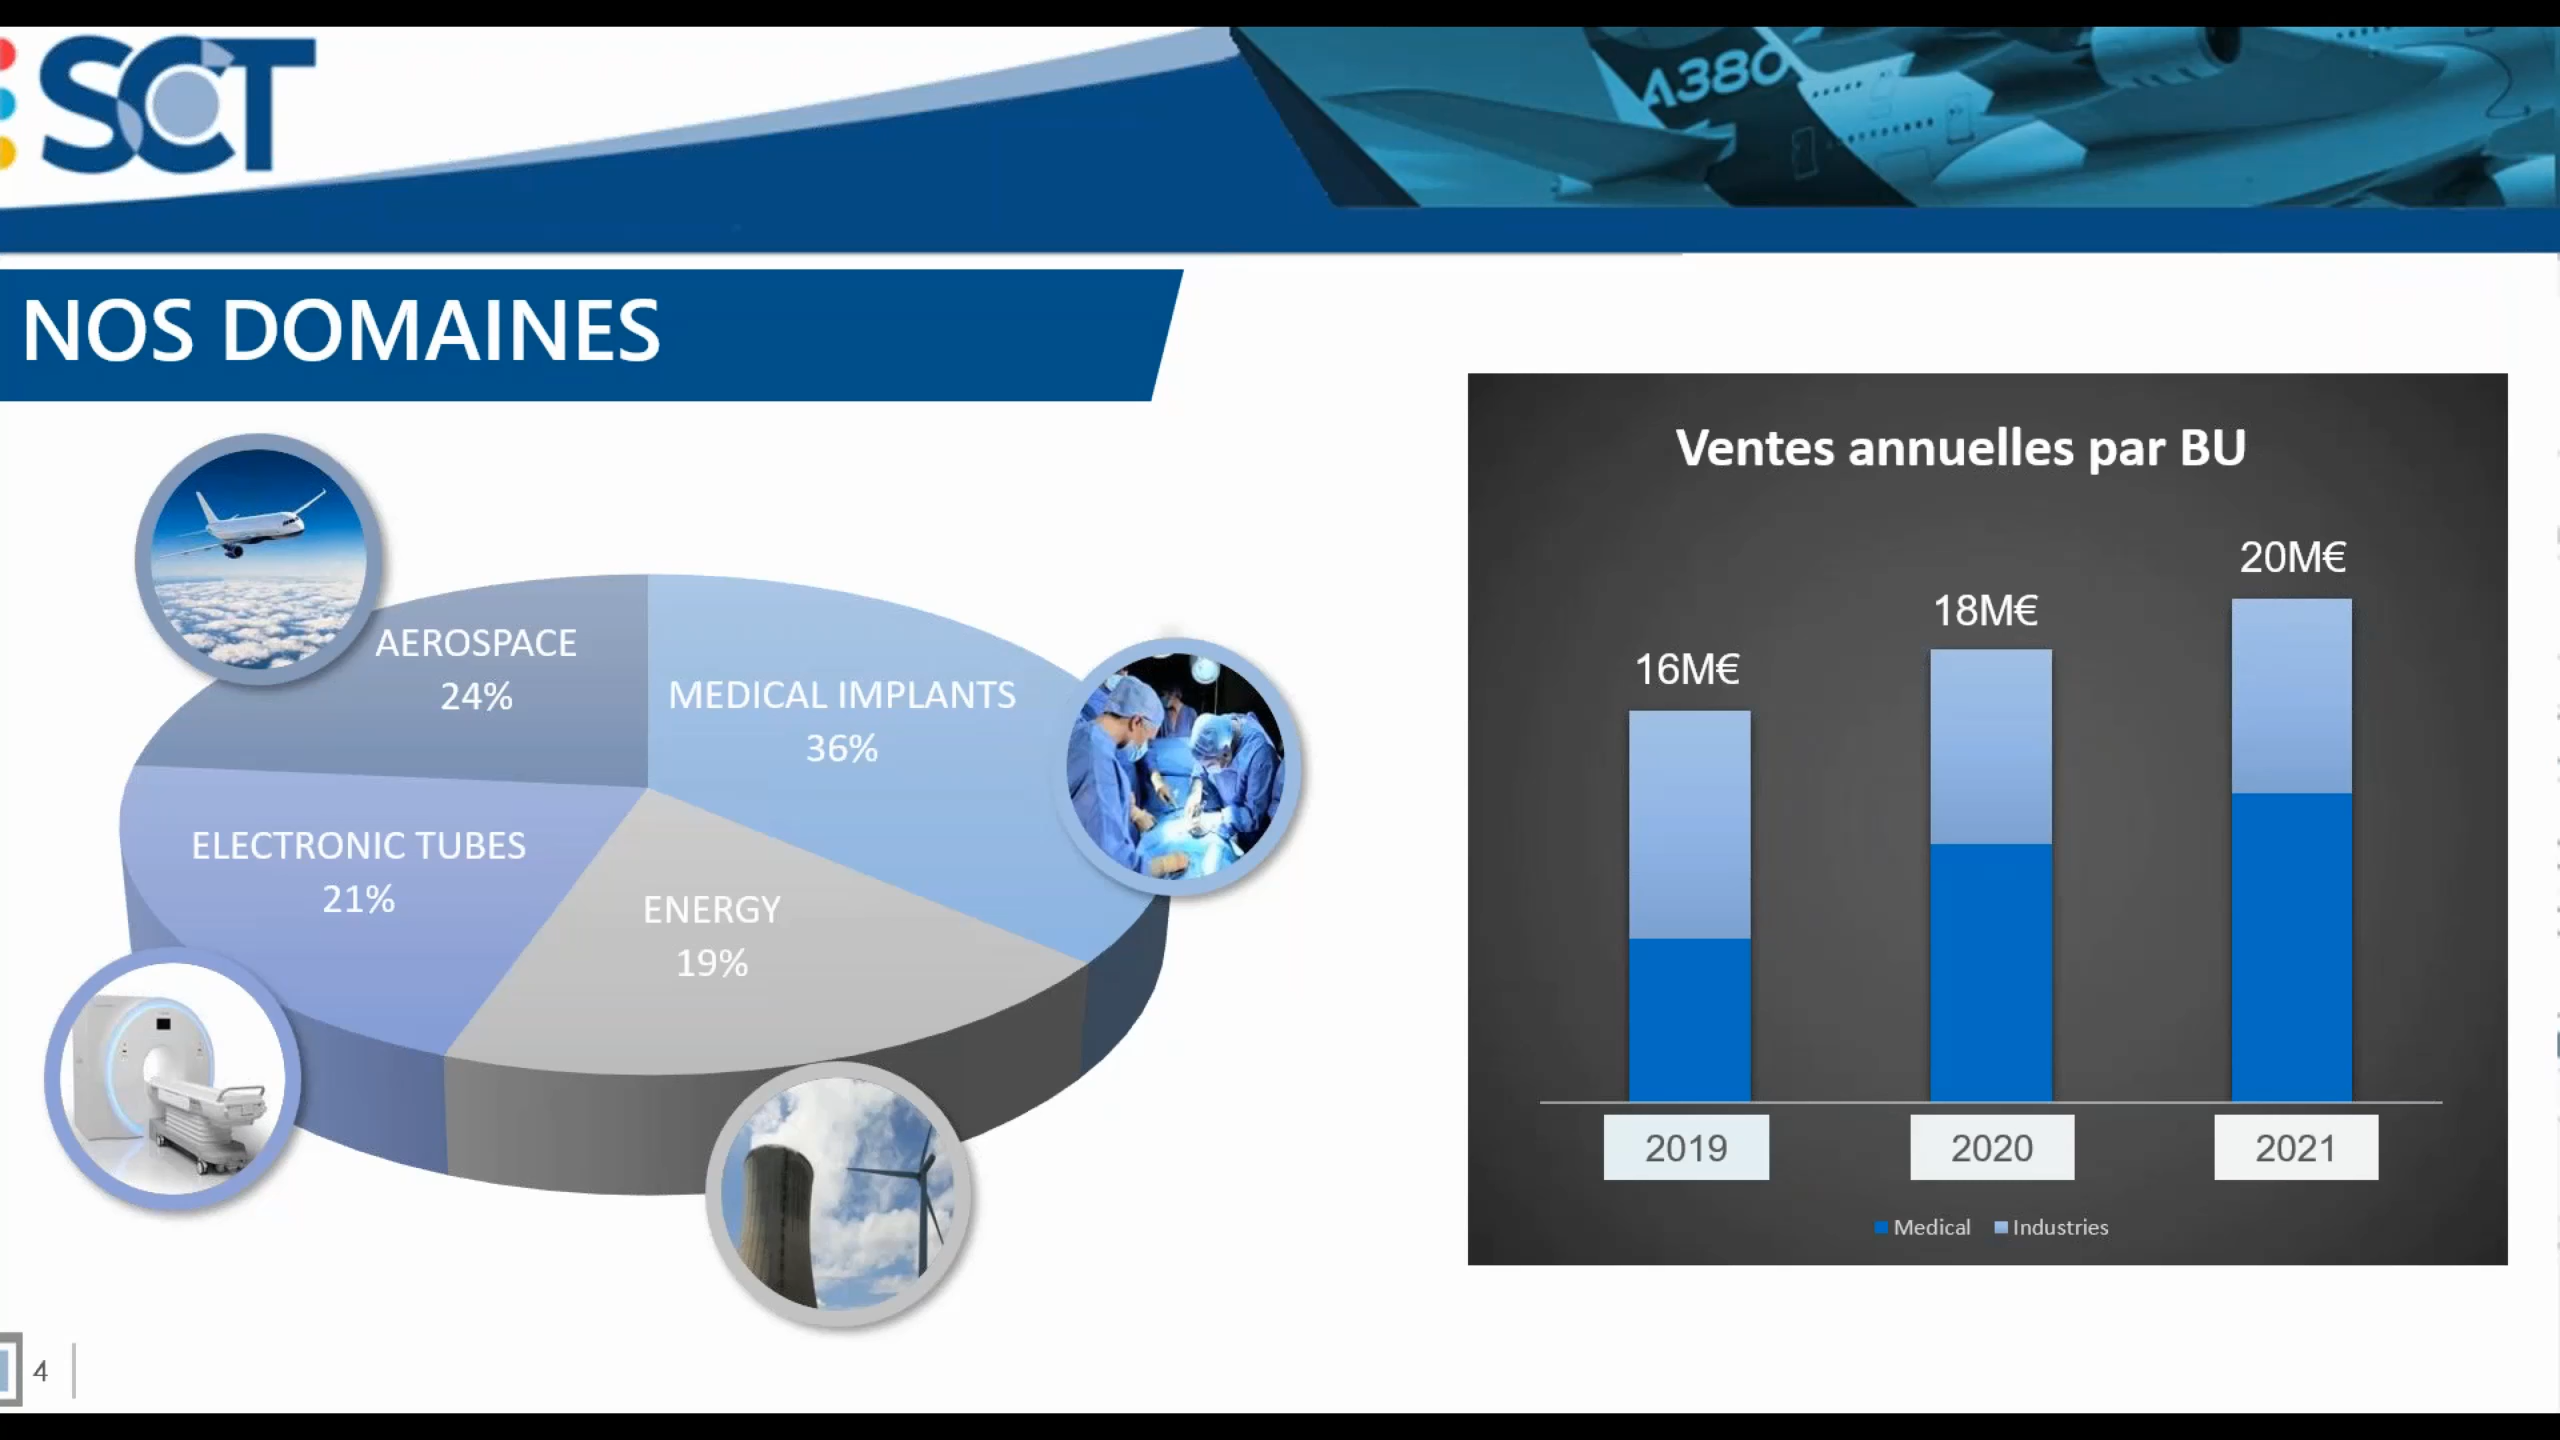 SCT
A380
NOS DOMAINES
AEROSPACE
24%
MEDICAL IMPLANTS
36%
ELECTRONIC TUBES
21%
ENERGY
19%
Ventes annuelles par BU
16M€
18M€
20M€
2019
2020
2021
Medical
Industries
4